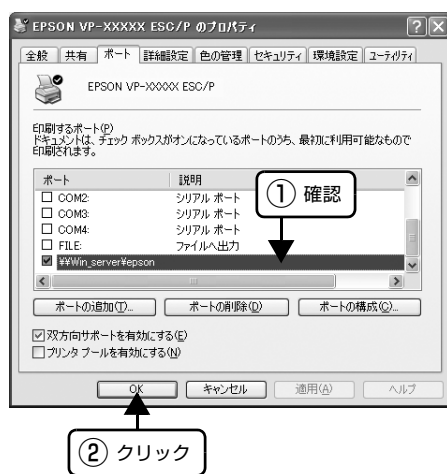 EPSON VP-XXXXX ESC/P のプロパティ
全般 共有 ポート 詳細設定 色の管理 セキュリティ 環境設定 ユーティリティ
EPSON VP-XXXXX ESC/P
印刷するポート(P)
ドキュメントは、チェック ボックスがオンになっているポートのうち、最初に利用可能なもので
印刷されます。
ポート 説明
COM2: シリアル ポート
COM3: シリアル ポート
COM4: シリアル ポート
FILE: ファイルへ出力
¥¥Win_server¥epson
① 確認
ポートの追加(T)... ポートの削除(D) ポートの構成(C)...
双方向サポートを有効にする(E)
プリンタ プールを有効にする(N)
OK キャンセル 適用(A) ヘルプ
② クリック